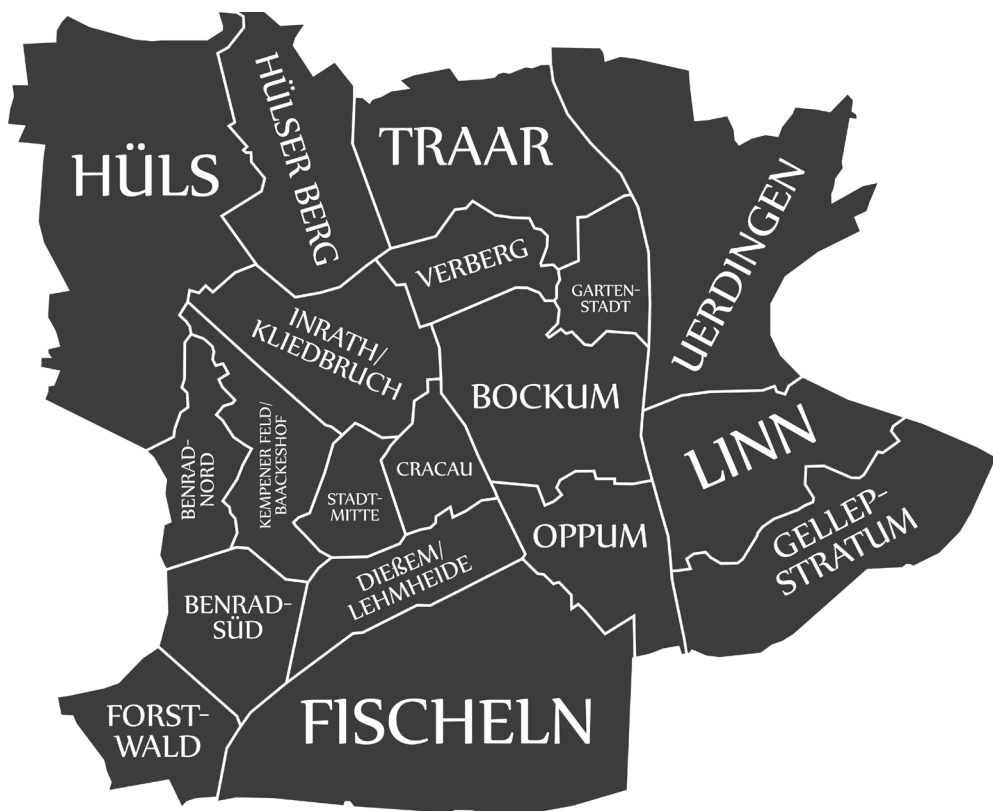 HÜLS
HÜLSER BERG
TRAAR
UERDINGEN
VERBERG
GARTEN-
STADT
INRATH/
KLIEDBRUCH
BOCKUM
LINN
BENRAD-
NORD
KEMPENER FELD/
BAACKESHOF
STADT-
MITTE
CRACAU
OPPUM
GELLEP-
STRATUM
DIEẞEM/
LEHMHEIDE
BENRAD-
SÜD
FORST-
WALD
FISCHELN